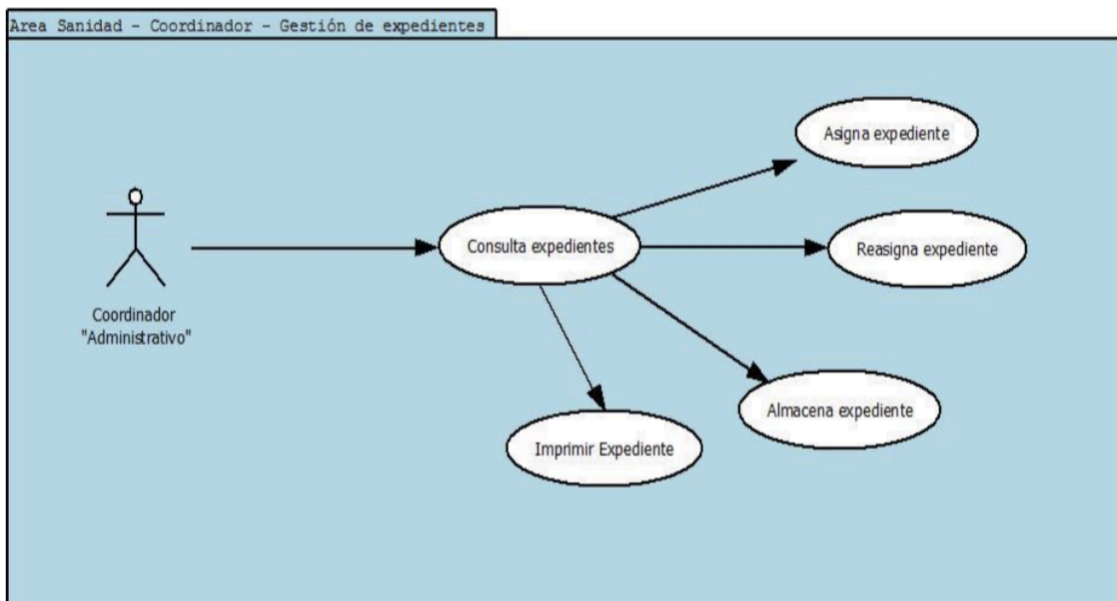 Area Sanidad - Coordinador - Gestión de expedientes
Asigna expediente
Consulta expedientes
Reasigna expediente
Coordinador
"Administrativo"
Almacena expediente
Imprimir Expediente